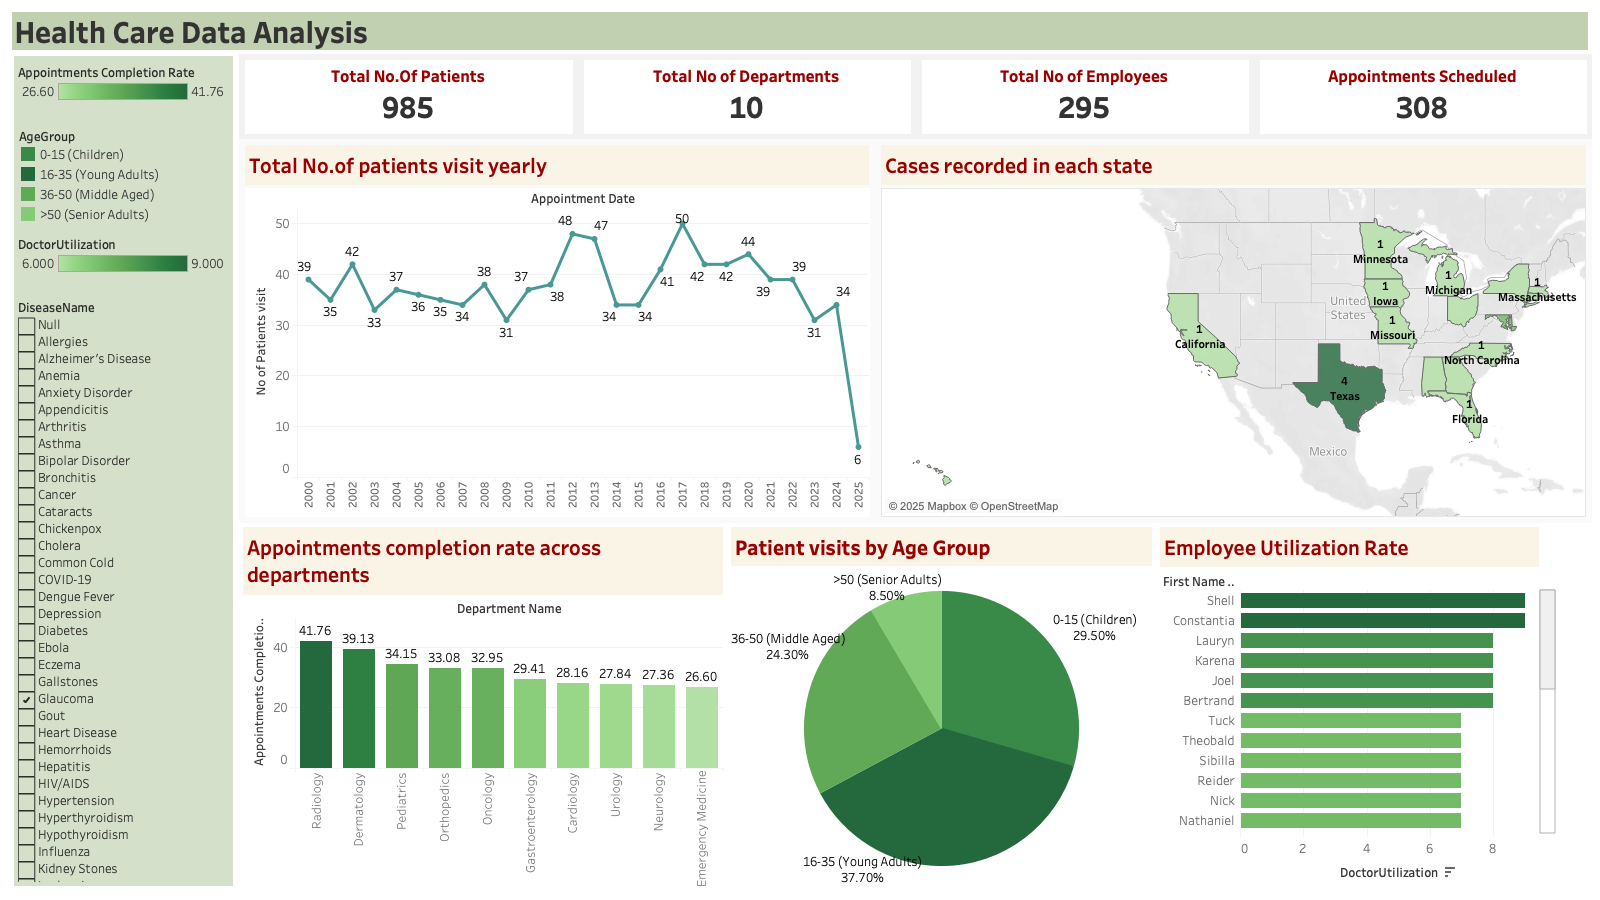 Health Care Data Analysis
Appointments Completion Rate
26.60 41.76
AgeGroup
0-15 (Children)
16-35 (Young Adults)
36-50 (Middle Aged)
>50 (Senior Adults)
DoctorUtilization
6.000 9.000
DiseaseName
Null
Allergies
Alzheimer's Disease
Anemia
Anxiety Disorder
Appendicitis
Arthritis
Asthma
Bipolar Disorder
Bronchitis
Cancer
Cataracts
Chickenpox
Cholera
Common Cold
COVID-19
Dengue Fever
Depression
Diabetes
Ebola
Eczema
Gallstones
Glaucoma
Gout
Heart Disease
Hemorrhoids
Hepatitis
HIV/AIDS
Hypertension
Hyperthyroidism
Hypothyroidism
Influenza
Kidney Stones
Total No.Of Patients
985
Total No of Departments
10
Total No of Employees
295
Appointments Scheduled
308
Total No.of patients visit yearly
Appointment Date
No of Patients visit
50
40
30
20
10
0
39 35 42 33 37 36 35 34 38 31 37 38 48 47 34 34 41 50 42 42 44 39 39 31 34 6
2000 2001 2002 2003 2004 2005 2006 2007 2008 2009 2010 2011 2012 2013 2014 2015 2016 2017 2018 2019 2020 2021 2022 2023 2024 2025
Cases recorded in each state
1
Minnesota
1
Michigan
1
Massachusetts
1
Iowa
United
States
1
Missouri
1
California
1
North Carolina
4
Texas
1
Florida
Mexico
© 2025 Mapbox © OpenStreetMap
Appointments completion rate across
departments
Department Name
Appointments Completio..
40
20
0
41.76 39.13 34.15 33.08 32.95 29.41 28.16 27.84 27.36 26.60
Radiology
Dermatology
Pediatrics
Orthopedics
Oncology
Gastroenterology
Cardiology
Urology
Neurology
Emergency Medicine
Patient visits by Age Group
>50 (Senior Adults)
8.50%
0-15 (Children)
29.50%
36-50 (Middle Aged)
24.30%
16-35 (Young Adults)
37.70%
Employee Utilization Rate
First Name ..
Shell
Constantia
Lauryn
Karena
Joel
Bertrand
Tuck
Theobald
Sibilla
Reider
Nick
Nathaniel
0 2 4 6 8
DoctorUtilization